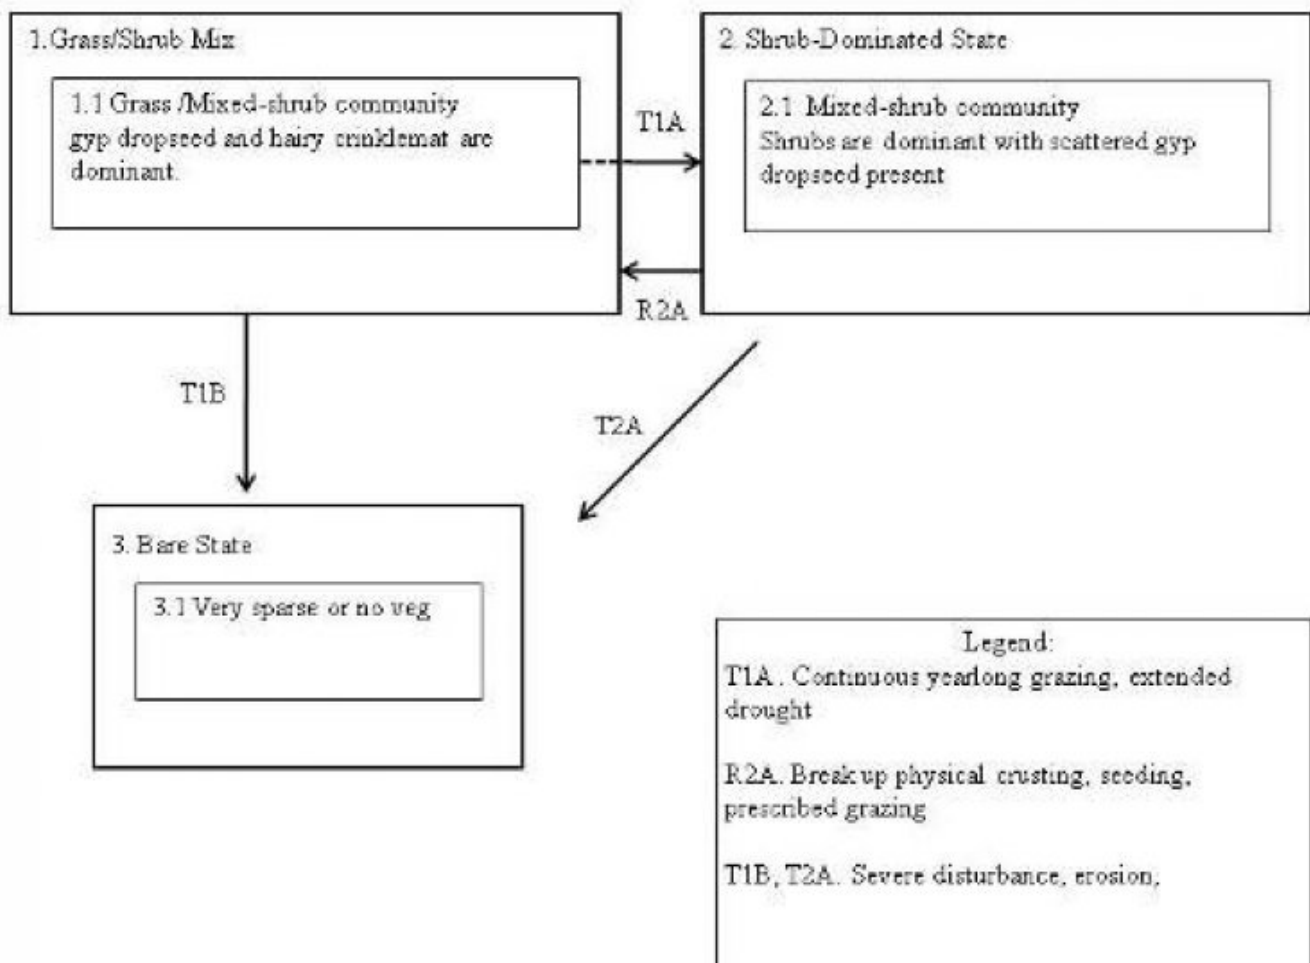 1.Grass/Shrub Mix
1.1 Grass /Mixed-shrub community
gyp dropseed and hairy crinklemat are
dominant.
T1A
2. Shrub-Dominated State
2.1 Mixed-shrub community
Shrubs are dominant with scattered gyp
dropseed present
R2A
T1B
T2A
3. Bare State
3.1 Very sparse or no veg
Legend:
T1A. Continuous yearlong grazing, extended
drought
R2A. Break up physical crusting, seeding,
prescribed grazing
T1B, T2A. Severe disturbance, erosion,